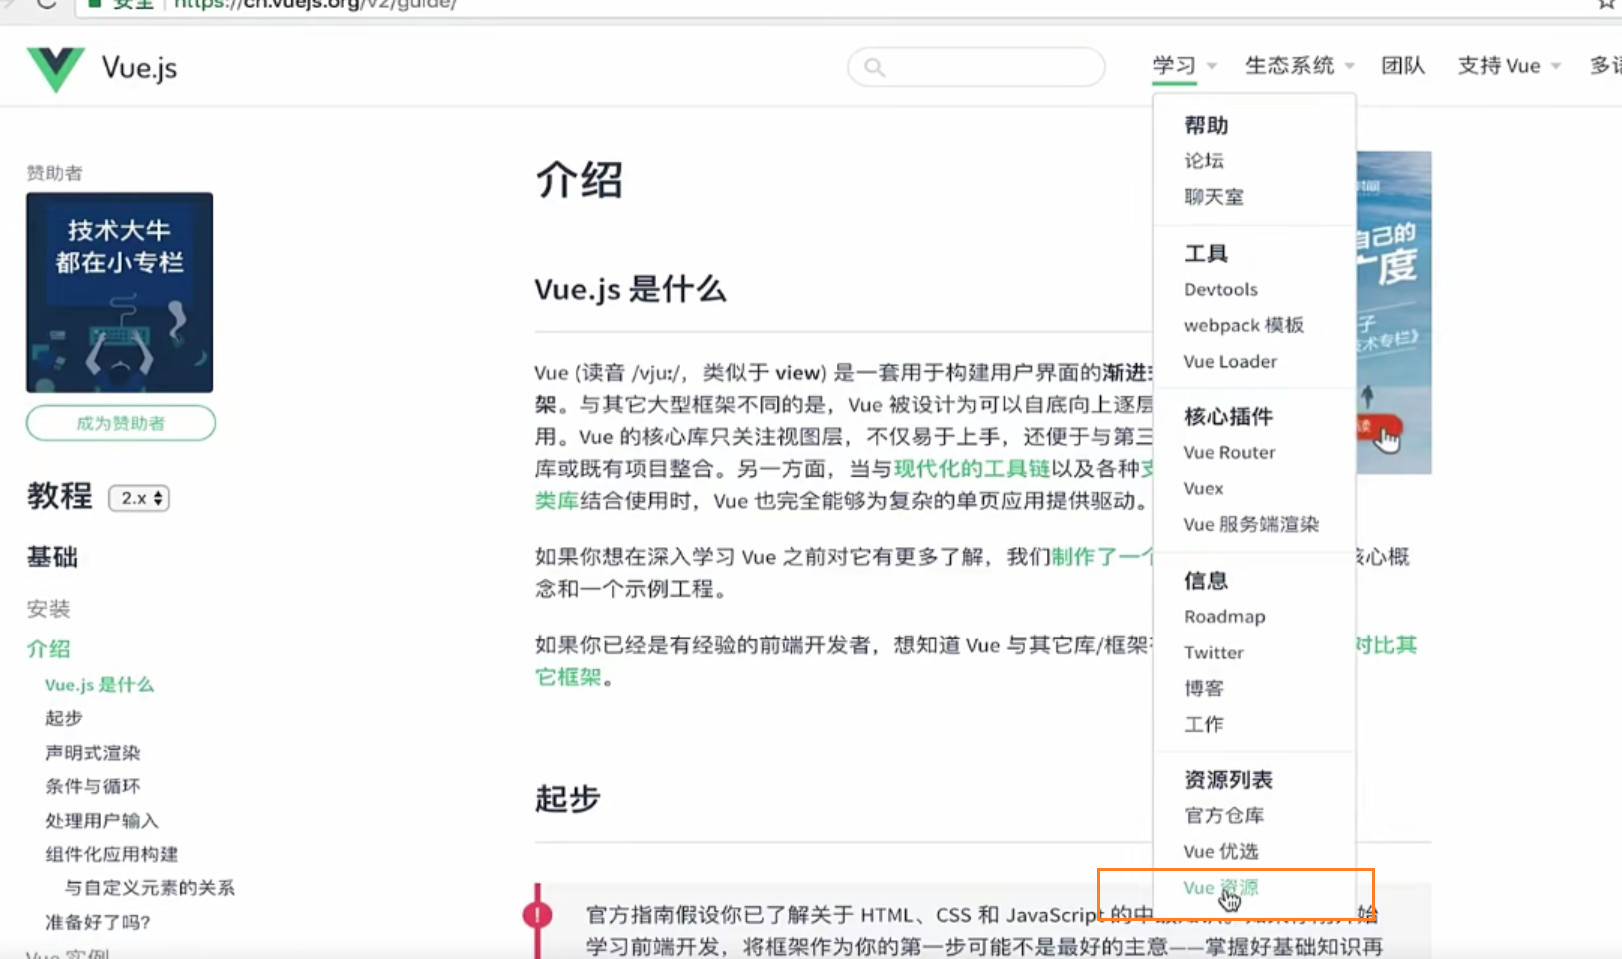 安全 https://cn.vuejs.org/v2/guide/
Vue.js
学习 生态系统 团队 支持 Vue 多
赞助者
技术大牛
都在小专栏
成为赞助者
教程 2.x
基础
安装
介绍
Vue.js 是什么
起步
声明式渲染
条件与循环
处理用户输入
组件化应用构建
与自定义元素的关系
准备好了吗?
Vue 实例
介绍
Vue.js 是什么
Vue (读音 /vjuː/，类似于 view) 是一套用于构建用户界面的渐进
架。与其它大型框架不同的是，Vue 被设计为可以自底向上逐层
用。Vue 的核心库只关注视图层，不仅易于上手，还便于与第三
库或既有项目整合。另一方面，当与现代化的工具链以及各种
类库结合使用时，Vue 也完全能够为复杂的单页应用提供驱动。
如果你想在深入学习 Vue 之前对它有更多了解，我们制作了一个 核心概
念和一个示例工程。
如果你已经是有经验的前端开发者，想知道 Vue 与其它库/框架 对比其
它框架。
起步
官方指南假设你已了解关于 HTML、CSS 和 JavaScript 的中
学习前端开发，将框架作为你的第一步可能不是最好的主意——掌握好基础知识再
帮助
论坛
聊天室
工具
Devtools
webpack 模板
Vue Loader
核心插件
Vue Router
Vuex
Vue 服务端渲染
信息
Roadmap
Twitter
博客
工作
资源列表
官方仓库
Vue 优选
Vue 资源
自己的
度
子
技术专栏》